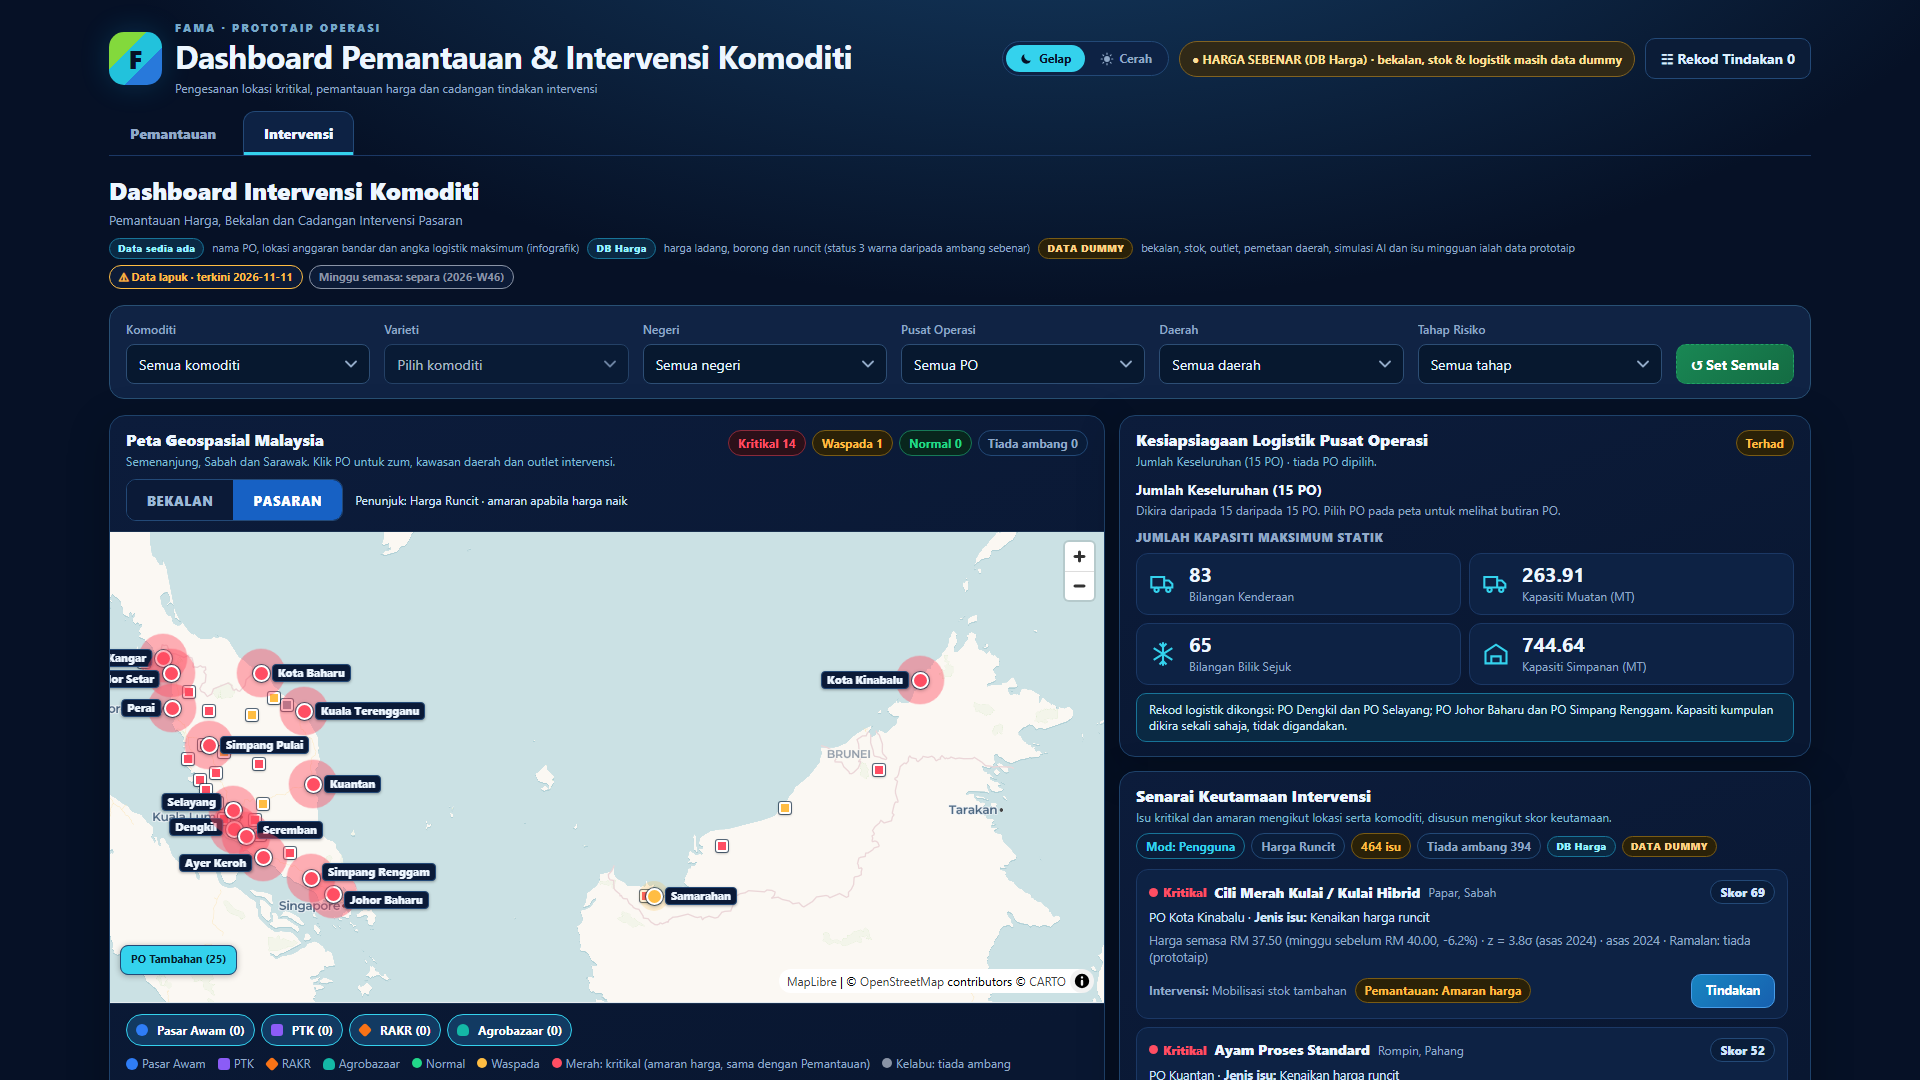 FAMA · PROTOTAIP OPERASI
F
Dashboard Pemantauan & Intervensi Komoditi
Pengesanan lokasi kritikal, pemantauan harga dan cadangan tindakan intervensi
Gelap
Cerah
● HARGA SEBENAR (DB Harga) · bekalan, stok & logistik masih data dummy
Rekod Tindakan 0
Pemantauan
Intervensi
Dashboard Intervensi Komoditi
Pemantauan Harga, Bekalan dan Cadangan Intervensi Pasaran
Data sedia ada nama PO, lokasi anggaran bandar dan angka logistik maksimum (infografik) DB Harga harga ladang, borong dan runcit (status 3 warna daripada ambang sebenar) DATA DUMMY bekalan, stok, outlet, pemetaan daerah, simulasi AI dan isu mingguan ialah data prototaip
⚠ Data lapuk · terkini 2026-11-11 Minggu semasa: separa (2026-W46)
Komoditi
Semua komoditi
Varieti
Pilih komoditi
Negeri
Semua negeri
Pusat Operasi
Semua PO
Daerah
Semua daerah
Tahap Risiko
Semua tahap
↺ Set Semula
Peta Geospasial Malaysia
Semenanjung, Sabah dan Sarawak. Klik PO untuk zum, kawasan daerah dan outlet intervensi.
Kritikal 14
Waspada 1
Normal 0
Tiada ambang 0
BEKALAN
PASARAN
Penunjuk: Harga Runcit · amaran apabila harga naik
+
−
Kangar
lor Setar
Perai
Kota Baharu
Kuala Terengganu
Simpang Pulai
Kuantan
Selayang
Dengkil
Seremban
Ayer Keroh
Simpang Renggam
Johor Baharu
Singapore
Kota Kinabalu
BRUNEI
Tarakan
Samarahan
PO Tambahan (25)
MapLibre | © OpenStreetMap contributors © CARTO
Pasar Awam (0)
PTK (0)
RAKR (0)
Agrobazaar (0)
Pasar Awam
PTK
RAKR
Agrobazaar
Normal
Waspada
Merah: kritikal (amaran harga, sama dengan Pemantauan)
Kelabu: tiada ambang
Kesiapsiagaan Logistik Pusat Operasi
Terhad
Jumlah Keseluruhan (15 PO) · tiada PO dipilih.
Jumlah Keseluruhan (15 PO)
Dikira daripada 15 daripada 15 PO. Pilih PO pada peta untuk melihat butiran PO.
JUMLAH KAPASITI MAKSIMUM STATIK
83
Bilangan Kenderaan
263.91
Kapasiti Muatan (MT)
65
Bilangan Bilik Sejuk
744.64
Kapasiti Simpanan (MT)
Rekod logistik dikongsi: PO Dengkil dan PO Selayang; PO Johor Baharu dan PO Simpang Renggam. Kapasiti kumpulan
dikira sekali sahaja, tidak digandakan.
Senarai Keutamaan Intervensi
Isu kritikal dan amaran mengikut lokasi serta komoditi, disusun mengikut skor keutamaan.
Mod: Pengguna
Harga Runcit
464 isu
Tiada ambang 394
DB Harga
DATA DUMMY
Kritikal Cili Merah Kulai / Kulai Hibrid Papar, Sabah
Skor 69
PO Kota Kinabalu · Jenis isu: Kenaikan harga runcit
Harga semasa RM 37.50 (minggu sebelum RM 40.00, -6.2%) · z = 3.8σ (asas 2024) · asas 2024 · Ramalan: tiada
(prototaip)
Intervensi: Mobilisasi stok tambahan
Pemantauan: Amaran harga
Tindakan
Kritikal Ayam Proses Standard Rompin, Pahang
Skor 52
PO Kuantan · Jenis isu: Kenaikan harga runcit